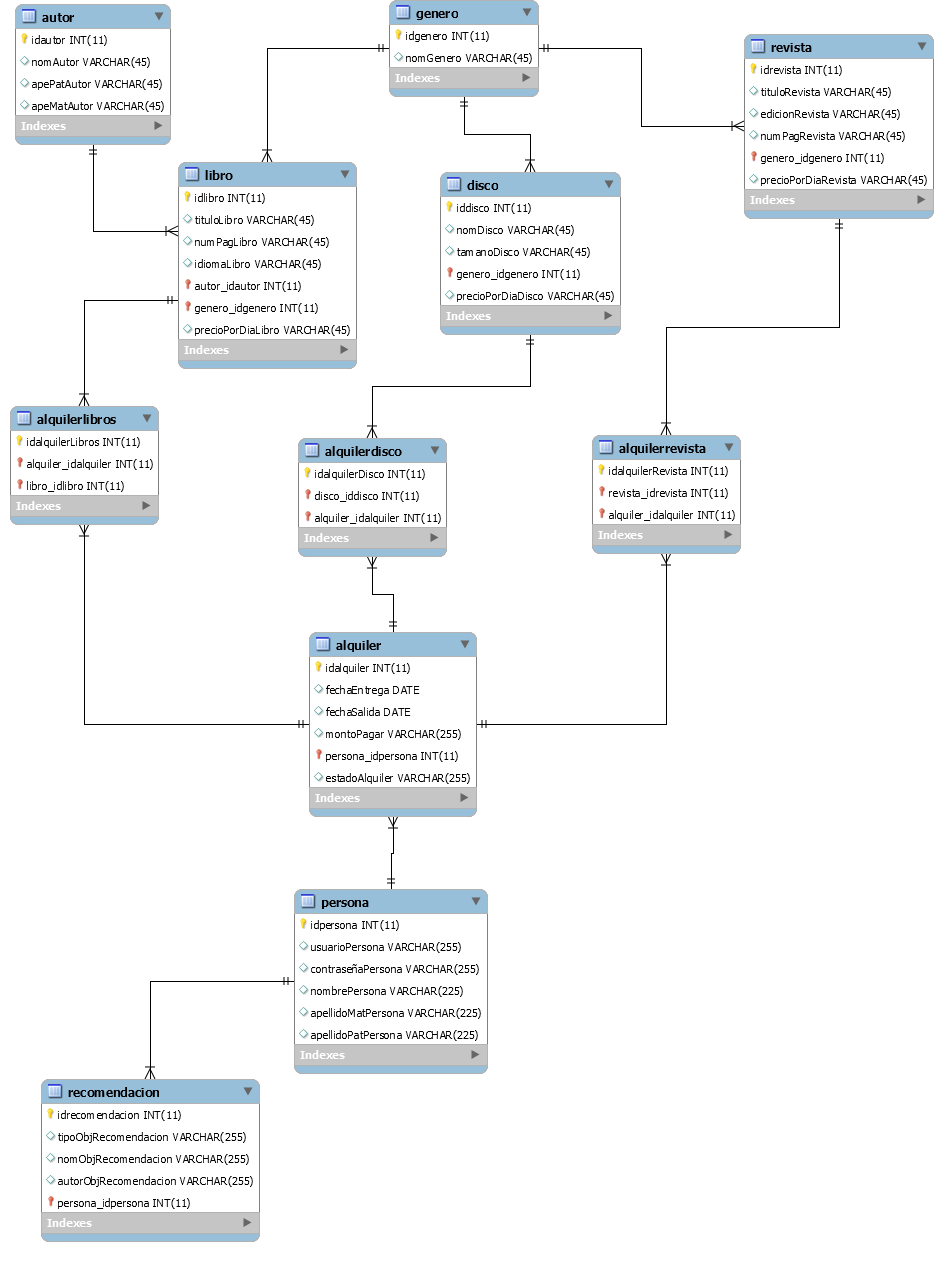 autor
idautor INT(11)
nomAutor VARCHAR(45)
apePatAutor VARCHAR(45)
apeMatAutor VARCHAR(45)
Indexes
genero
idgenero INT(11)
nomGenero VARCHAR(45)
Indexes
revista
idrevista INT(11)
tituloRevista VARCHAR(45)
edicionRevista VARCHAR(45)
numPagRevista VARCHAR(45)
genero_idgenero INT(11)
precioPorDiaRevista VARCHAR(45)
Indexes
libro
idlibro INT(11)
tituloLibro VARCHAR(45)
numPagLibro VARCHAR(45)
idiomaLibro VARCHAR(45)
autor_idautor INT(11)
genero_idgenero INT(11)
precioPorDiaLibro VARCHAR(45)
Indexes
disco
iddisco INT(11)
nomDisco VARCHAR(45)
tamanoDisco VARCHAR(45)
genero_idgenero INT(11)
precioPorDiaDisco VARCHAR(45)
Indexes
alquilerlibros
idalquilerLibros INT(11)
alquiler_idalquiler INT(11)
libro_idlibro INT(11)
Indexes
alquilerdisco
idalquilerDisco INT(11)
disco_iddisco INT(11)
alquiler_idalquiler INT(11)
Indexes
alquilerrevista
idalquilerRevista INT(11)
revista_idrevista INT(11)
alquiler_idalquiler INT(11)
Indexes
alquiler
idalquiler INT(11)
fechaEntrega DATE
fechaSalida DATE
montoPagar VARCHAR(255)
persona_idpersona INT(11)
estadoAlquiler VARCHAR(255)
Indexes
persona
idpersona INT(11)
usuarioPersona VARCHAR(255)
contraseñaPersona VARCHAR(255)
nombrePersona VARCHAR(225)
apellidoMatPersona VARCHAR(225)
apellidoPatPersona VARCHAR(225)
Indexes
recomendacion
idrecomendacion INT(11)
tipoObjRecomendacion VARCHAR(255)
nomObjRecomendacion VARCHAR(255)
autorObjRecomendacion VARCHAR(255)
persona_idpersona INT(11)
Indexes